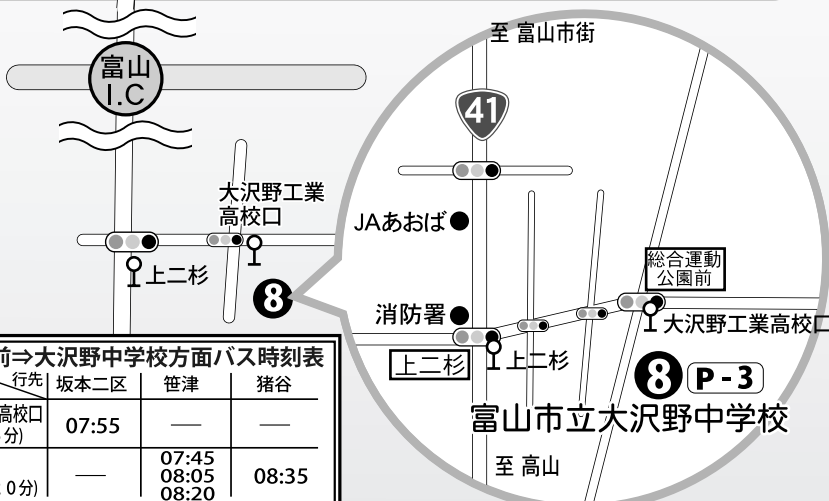 至 富山市街
富山
I.C
41
大沢野工業
高校口
JAあおば
上二杉
8
総合運動
公園前
消防署
大沢野工業高校口
上二杉
上二杉
8 P-3
富山市立大沢野中学校
至 高山
前⇒大沢野中学校方面バス時刻表
行先 坂本二区 笹津 猪谷
高校口
分) 07:55 — —
07:45
— 08:05 08:35
0分) 08:20